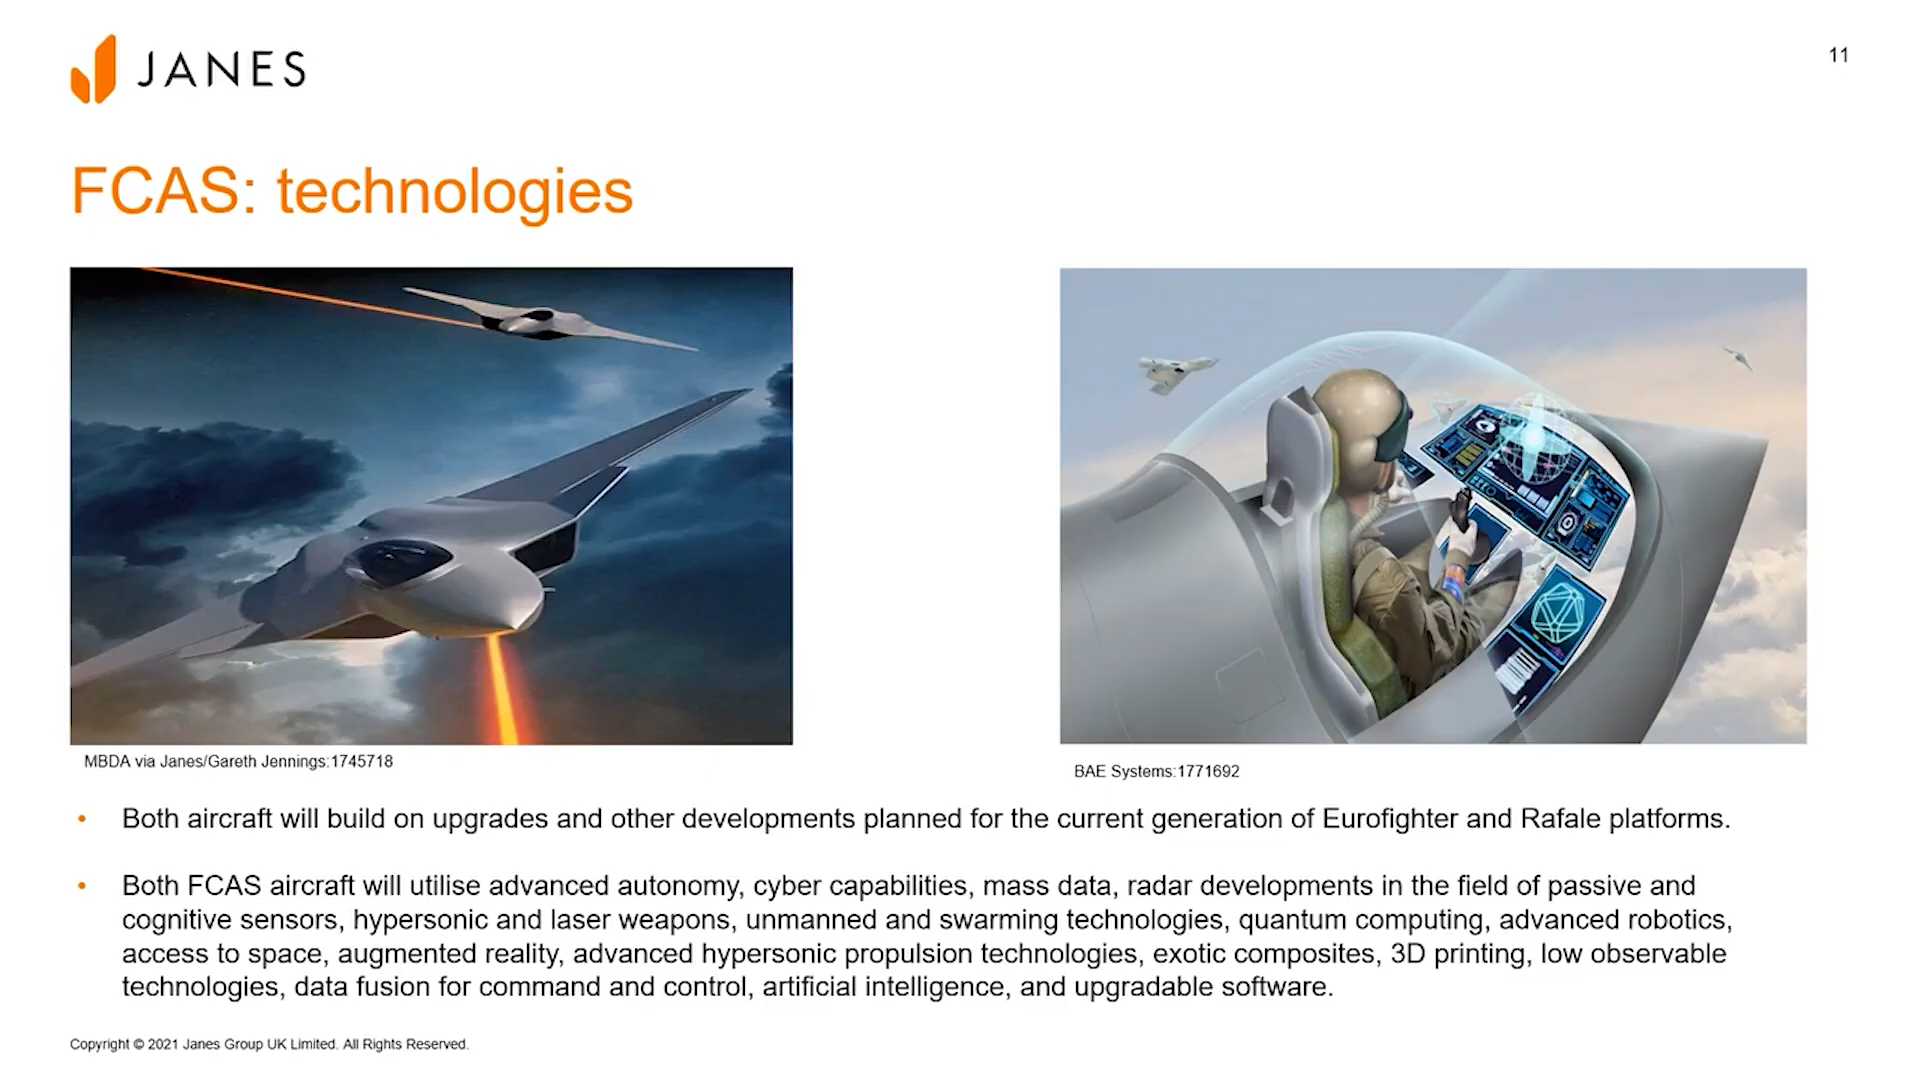 JANES
11
FCAS: technologies
MBDA via Janes/Gareth Jennings:1745718
BAE Systems:1771692
• Both aircraft will build on upgrades and other developments planned for the current generation of Eurofighter and Rafale platforms.
• Both FCAS aircraft will utilise advanced autonomy, cyber capabilities, mass data, radar developments in the field of passive and
cognitive sensors, hypersonic and laser weapons, unmanned and swarming technologies, quantum computing, advanced robotics,
access to space, augmented reality, advanced hypersonic propulsion technologies, exotic composites, 3D printing, low observable
technologies, data fusion for command and control, artificial intelligence, and upgradable software.
Copyright © 2021 Janes Group UK Limited. All Rights Reserved.